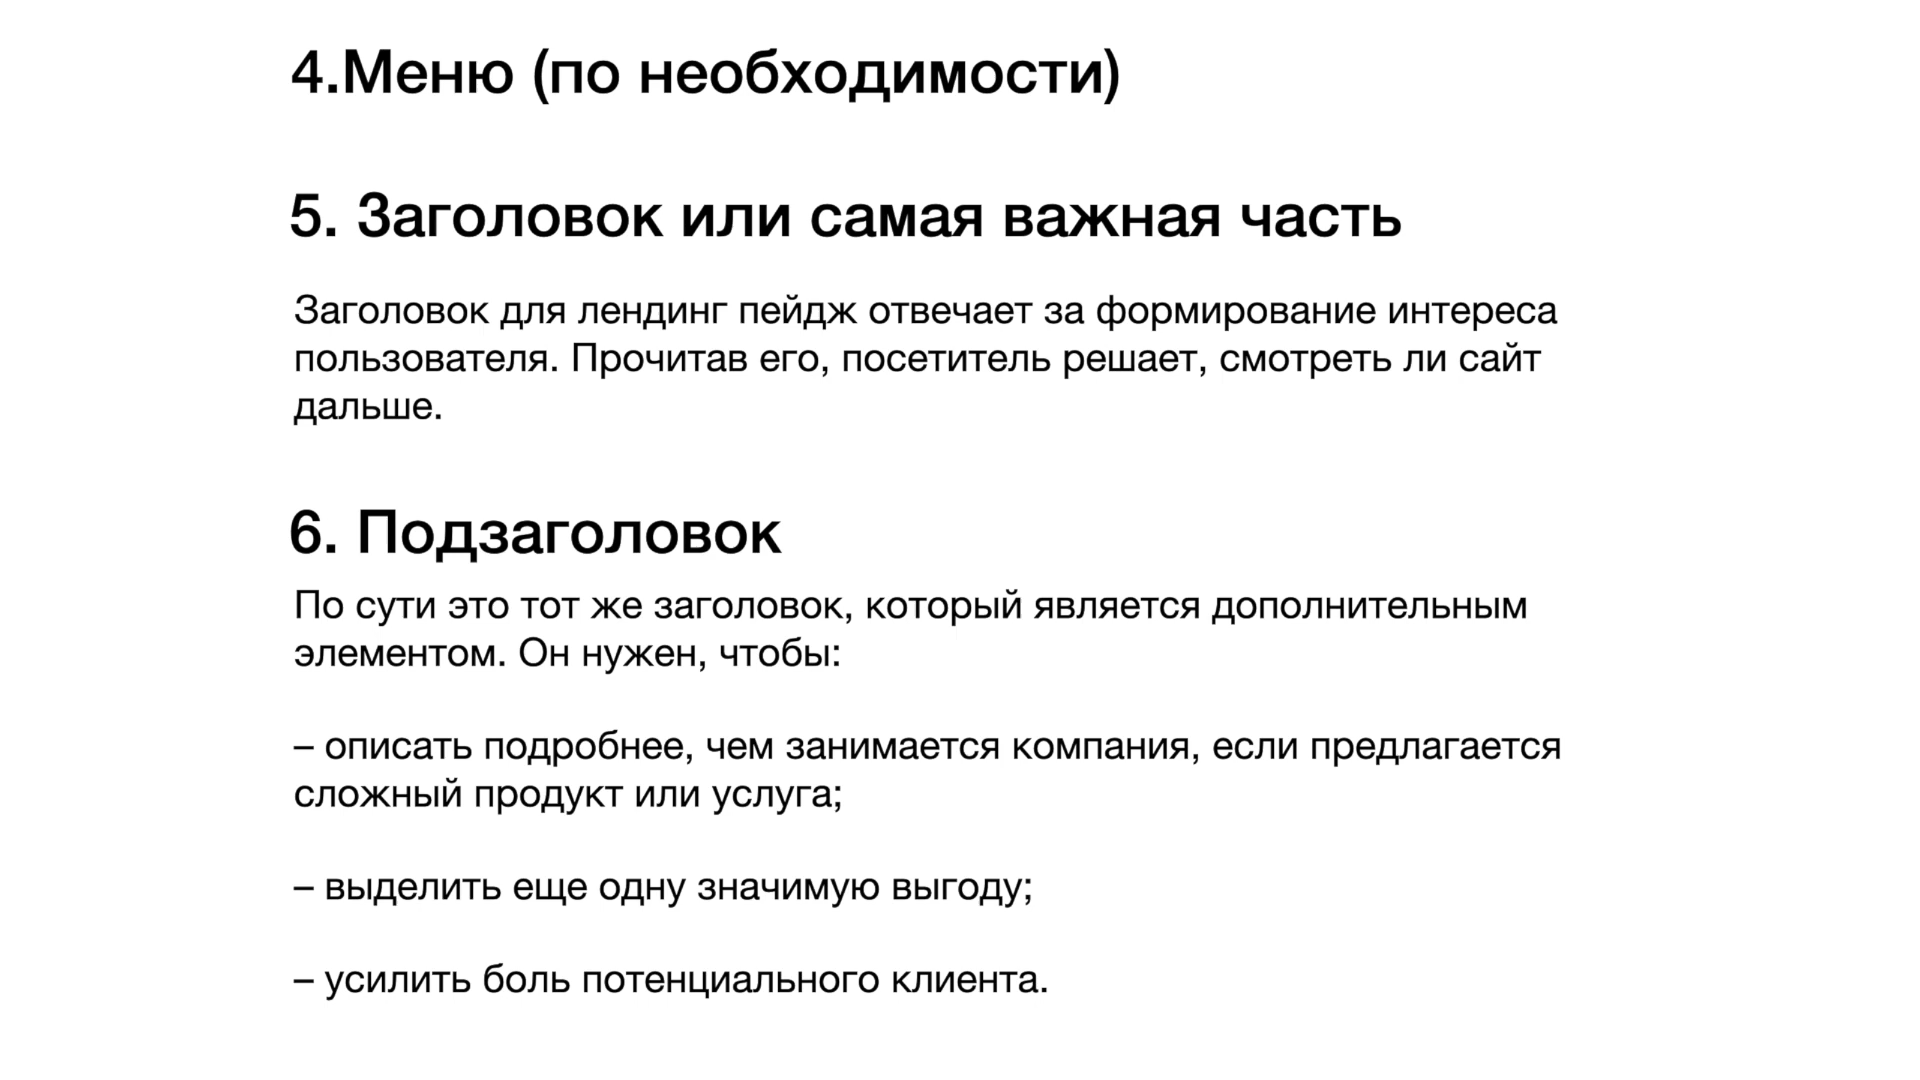 4.Меню (по необходимости)
5. Заголовок или самая важная часть
Заголовок для лендинг пейдж отвечает за формирование интереса
пользователя. Прочитав его, посетитель решает, смотреть ли сайт
дальше.
6. Подзаголовок
По сути это тот же заголовок, который является дополнительным
элементом. Он нужен, чтобы:
– описать подробнее, чем занимается компания, если предлагается
сложный продукт или услуга;
– выделить еще одну значимую выгоду;
– усилить боль потенциального клиента.